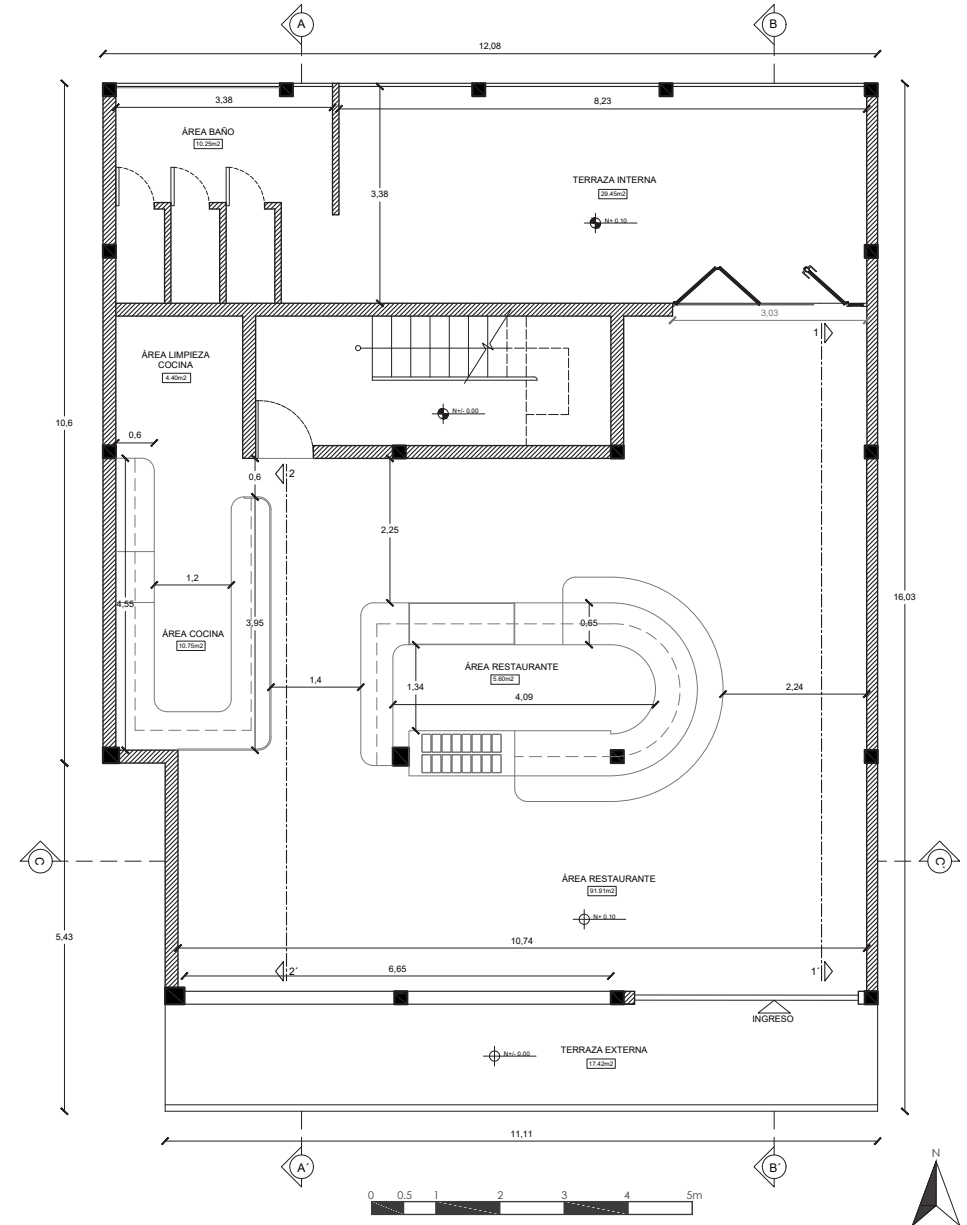 A
B
12,08
3,38
8,23
ÁREA BAÑO
10.25m2
3,38
TERRAZA INTERNA
29.45m2
N+ 0.10
3,03
1
ÁREA LIMPIEZA
COCINA
4.40m2
N+/- 0.00
10,6
0,6
0,6
2
2,25
1,2
4,55
3,95
ÁREA COCINA
10.75m2
0,65
16,03
ÁREA RESTAURANTE
5.60m2
1,4
1,34
4,09
2,24
C
C'
ÁREA RESTAURANTE
91.91m2
N+ 0.10
5,43
10,74
6,65
2´
1´
INGRESO
N+/- 0.00
TERRAZA EXTERNA
17.42m2
11,11
A´
B´
N
0 0.5 1 2 3 4 5m